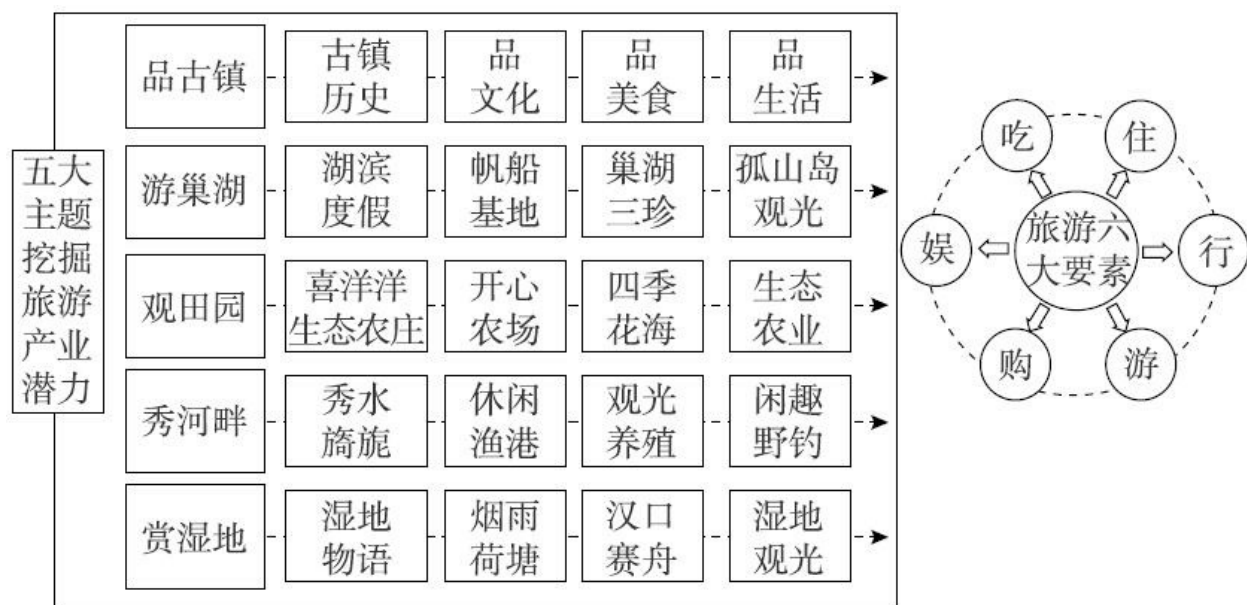 五大
主题
挖掘
旅游
产业
潜力
品古镇
古镇
历史
品
文化
品
美食
品
生活
游巢湖
湖滨
度假
帆船
基地
巢湖
三珍
孤山岛
观光
观田园
喜洋洋
生态农庄
开心
农场
四季
花海
生态
农业
秀河畔
秀水
旖旎
休闲
渔港
观光
养殖
闲趣
野钓
赏湿地
湿地
物语
烟雨
荷塘
汉口
赛舟
湿地
观光
旅游六
大要素
吃
住
行
游
购
娱